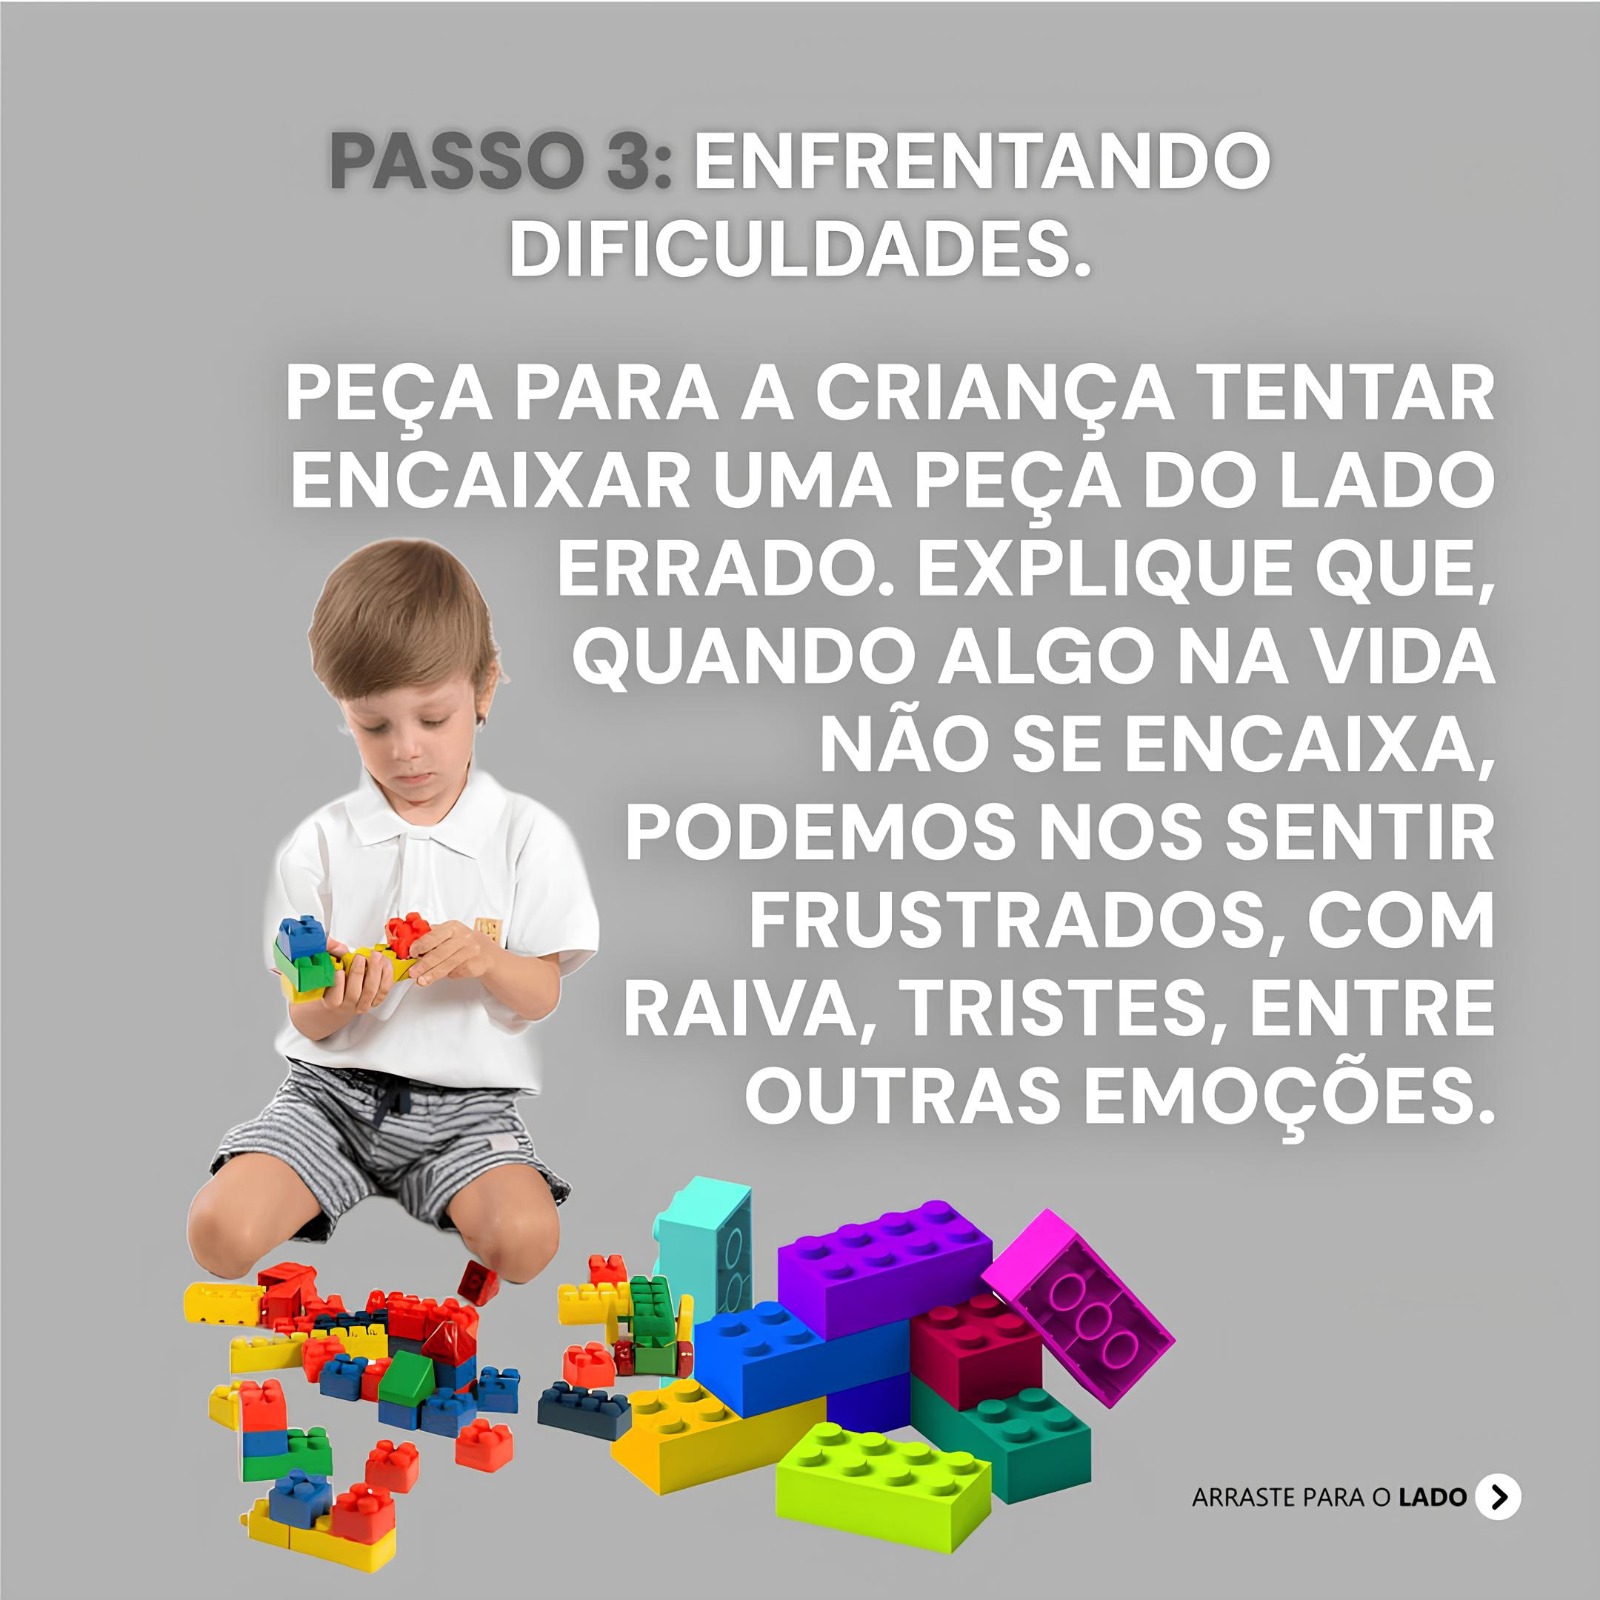 PASSO 3: ENFRENTANDO
DIFICULDADES.
PEÇA PARA A CRIANÇA TENTAR
ENCAIXAR UMA PEÇA DO LADO
ERRADO. EXPLIQUE QUE,
QUANDO ALGO NA VIDA
NÃO SE ENCAIXA,
PODEMOS NOS SENTIR
FRUSTRADOS, COM
RAIVA, TRISTES, ENTRE
OUTRAS EMOÇÕES.
ARRASTE PARA O LADO